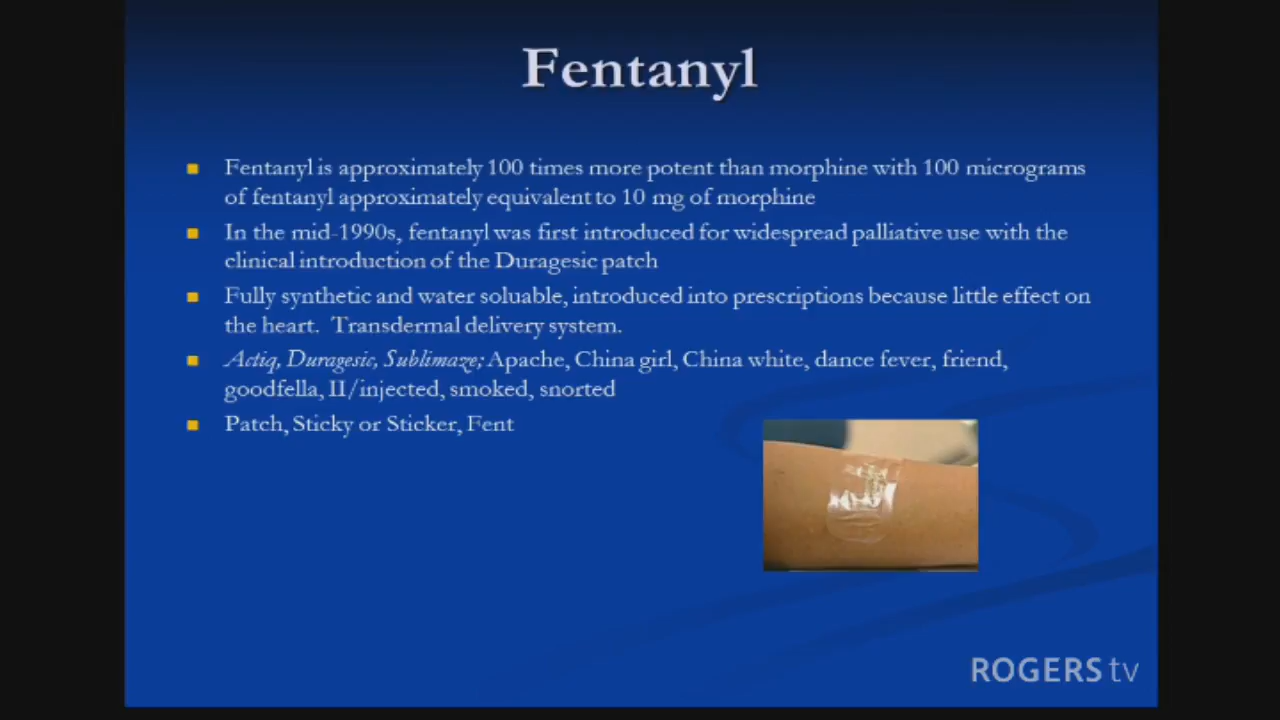 Fentanyl
Fentanyl is approximately 100 times more potent than morphine with 100 micrograms
of fentanyl approximately equivalent to 10 mg of morphine
In the mid-1990s, fentanyl was first introduced for widespread palliative use with the
clinical introduction of the Duragesic patch
Fully synthetic and water soluable, introduced into prescriptions because little effect on
the heart. Transdermal delivery system.
Actiq, Duragesic, Sublimaze; Apache, China girl, China white, dance fever, friend,
goodfella, II/injected, smoked, snorted
Patch, Sticky or Sticker, Fent
ROGERS tv